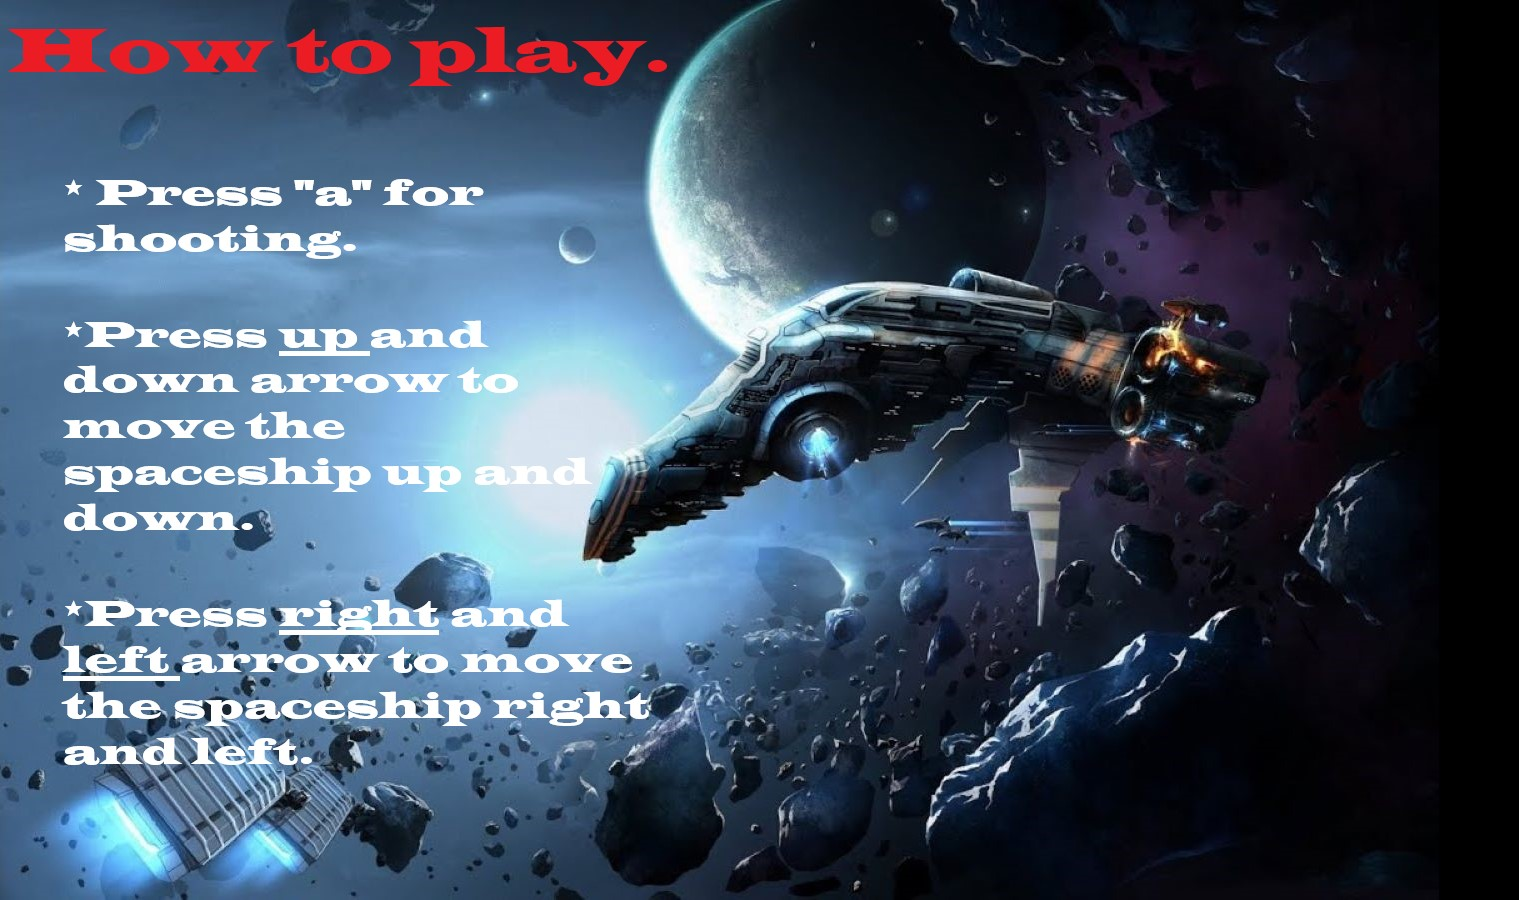 How to play.
* Press "a" for
shooting.
*Press up and
down arrow to
move the
spaceship up and
down.
*Press right and
left arrow to move
the spaceship right
and left.